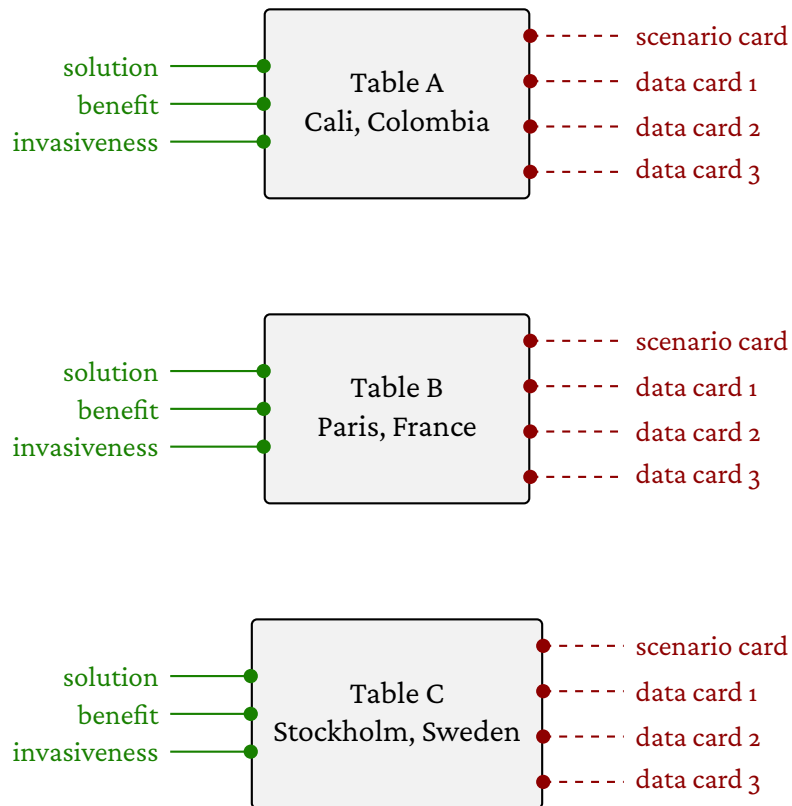 solution
benefit
invasiveness
Table A
Cali, Colombia
scenario card
data card 1
data card 2
data card 3
solution
benefit
invasiveness
Table B
Paris, France
scenario card
data card 1
data card 2
data card 3
solution
benefit
invasiveness
Table C
Stockholm, Sweden
scenario card
data card 1
data card 2
data card 3